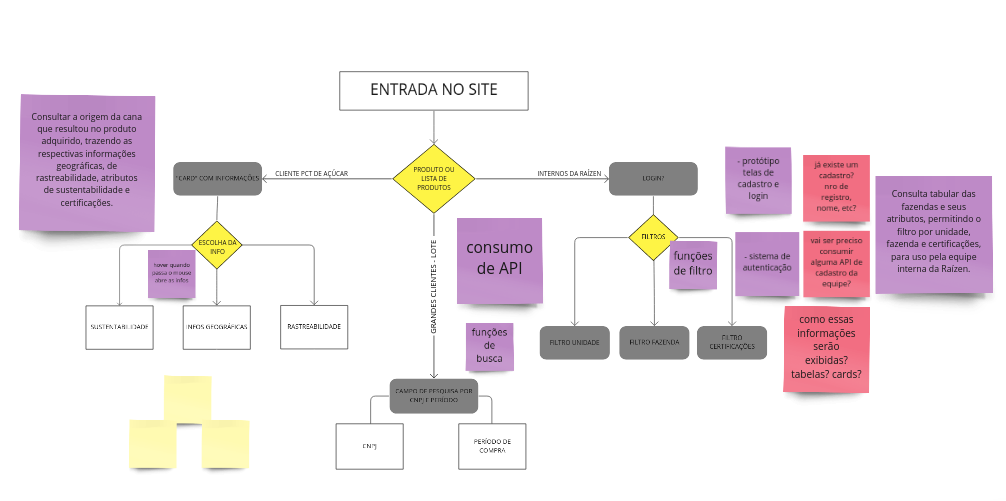 ENTRADA NO SITE
Consultar a origem da cana
que resultou no produto
adquirido, trazendo as
respectivas informações
geográficas, de
rastreabilidade, atributos
de sustentabilidade e
certificações.
"CARD" COM INFORMAÇÕES
CLIENTE PCT DE AÇÚCAR
PRODUTO OU
LISTA DE
PRODUTOS
INTERNOS DA RAÍZEN
LOGIN?
- protótipo
telas de
cadastro e
login
já existe um
cadastro?
nro de
registro,
nome, etc?
Consulta tabular das
fazendas e seus
atributos, permitindo o
filtro por unidade,
fazenda e certificações,
para uso pela equipe
interna da Raízen.
ESCOLHA DA
INFO
hover quando
passa o mouse
abre as infos
GRANDES CLIENTES - LOTE
consumo
de API
FILTROS
funções
de filtro
- sistema de
autenticação
vai ser preciso
consumir
alguma API de
cadastro da
equipe?
SUSTENTABILIDADE
INFOS GEOGRÁFICAS
RASTREABILIDADE
funções
de
busca
FILTRO UNIDADE
FILTRO FAZENDA
FILTRO
CERTIFICAÇÕES
como essas
informações
serão
exibidas?
tabelas? cards?
CAMPO DE PESQUISA POR
CNPJ E PERÍODO
CNPJ
PERÍODO DE
COMPRA